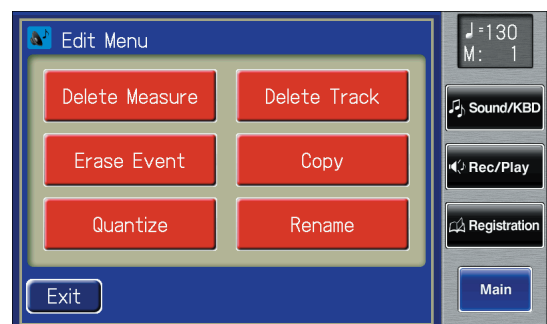 Edit Menu
Delete Measure
Delete Track
Erase Event
Copy
Quantize
Rename
Exit
♩=130
M: 1
Sound/KBD
Rec/Play
Registration
Main